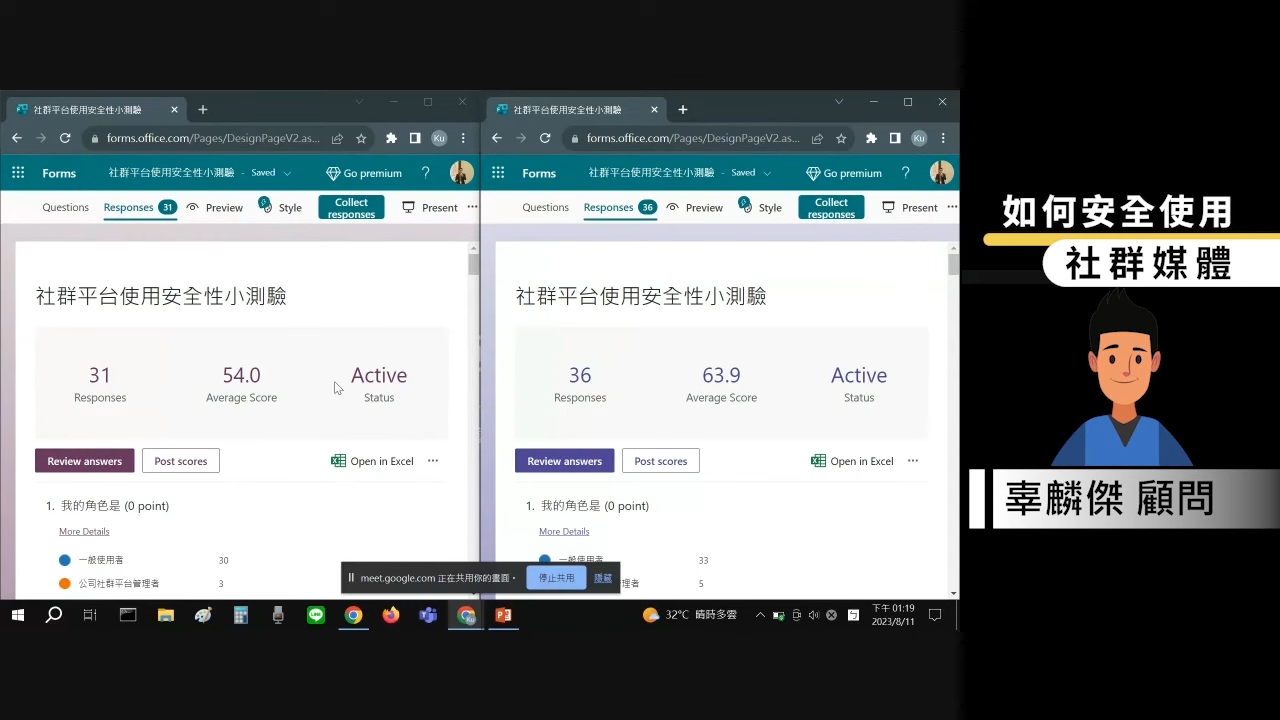 社群平台使用安全性小測驗
forms.office.com/Pages/DesignPageV2.as...
Ku
Forms
社群平台使用安全性小測驗 - Saved
Go premium
?
Questions
Responses 31
Preview
Style
Collect responses
Present
社群平台使用安全性小測驗
31
Responses
54.0
Average Score
Active
Status
Review answers
Post scores
Open in Excel
1. 我的角色是 (0 point)
More Details
一般使用者
30
公司社群平台管理者
3
社群平台使用安全性小測驗
forms.office.com/Pages/DesignPageV2.as...
Ku
Forms
社群平台使用安全性小測驗 - Saved
Go premium
?
Questions
Responses 36
Preview
Style
Collect responses
Present
社群平台使用安全性小測驗
36
Responses
63.9
Average Score
Active
Status
Review answers
Post scores
Open in Excel
1. 我的角色是 (0 point)
More Details
一般使用者
33
管理者
5
meet.google.com 正在共用你的畫面。
停止共用
隱藏
32°C 晴時多雲
下午 01:19
2023/8/11
如何安全使用
社群媒體
辜麟傑 顧問